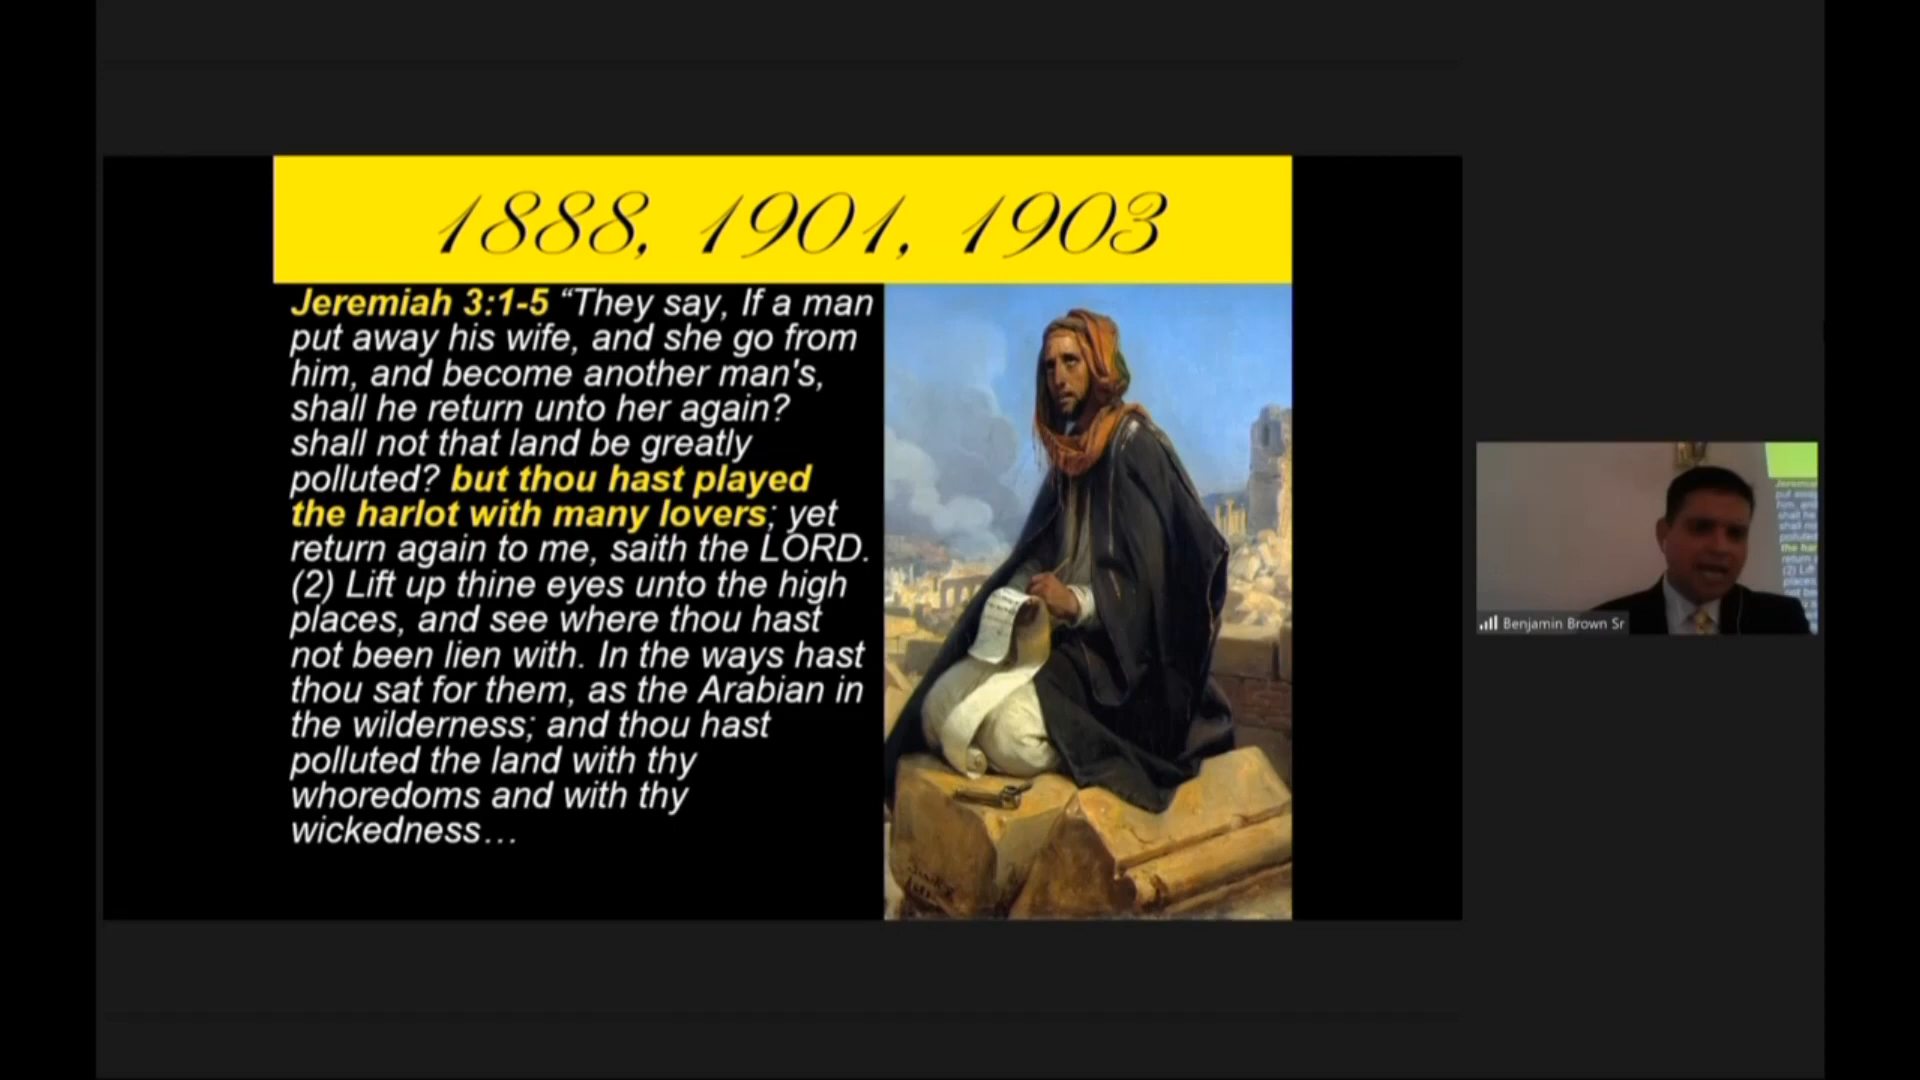 1888, 1901, 1903
Jeremiah 3:1-5 “They say, If a man
put away his wife, and she go from
him, and become another man's,
shall he return unto her again?
shall not that land be greatly
polluted? but thou hast played
the harlot with many lovers; yet
return again to me, saith the LORD.
(2) Lift up thine eyes unto the high
places, and see where thou hast
not been lien with. In the ways hast
thou sat for them, as the Arabian in
the wilderness; and thou hast
polluted the land with thy
whoredoms and with thy
wickedness…
Benjamin Brown Sr